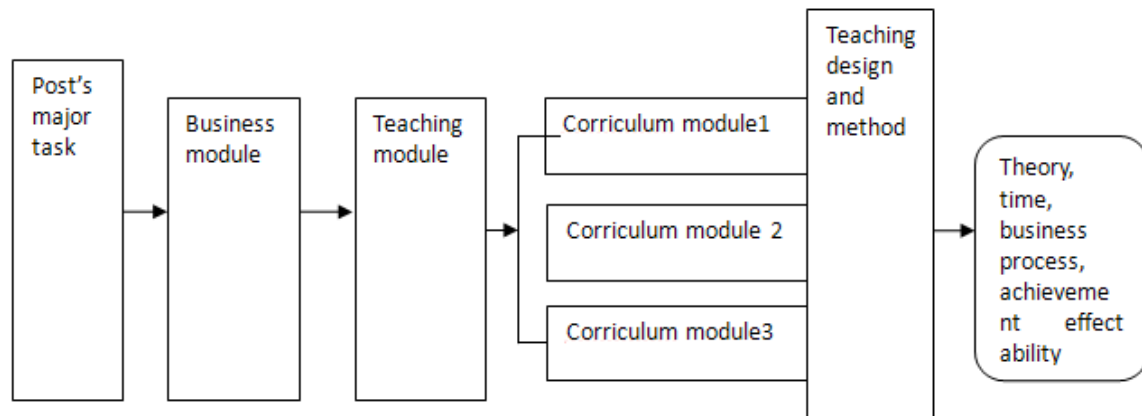 Post's
major
task
Business
module
Teaching
module
Corriculum module1
Corriculum module 2
Corriculum module3
Teaching
design
and
method
Theory,
time,
business
process,
achieveme
nt effect
ability